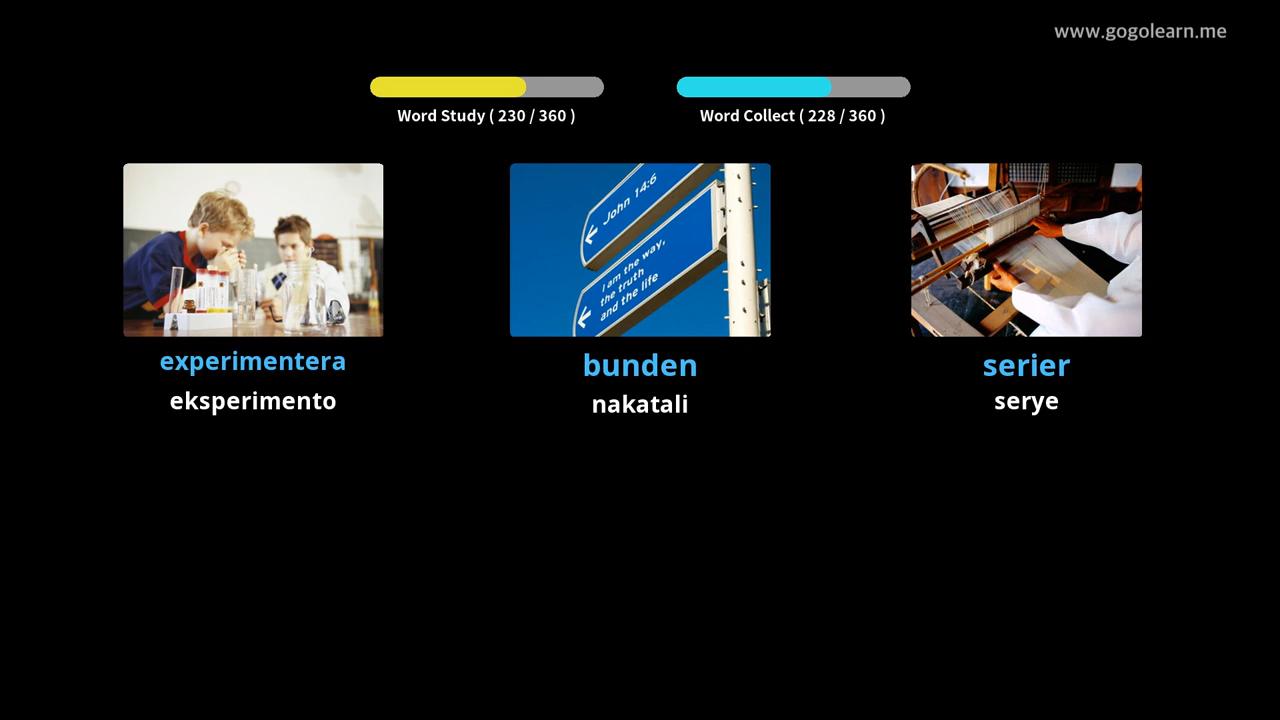 www.gogolearn.me
Word Study ( 230 / 360 )
Word Collect ( 228 / 360 )
John 14:6
I am the way,
the truth
and the life
experimentera
bunden
serier
eksperimento
nakatali
serye